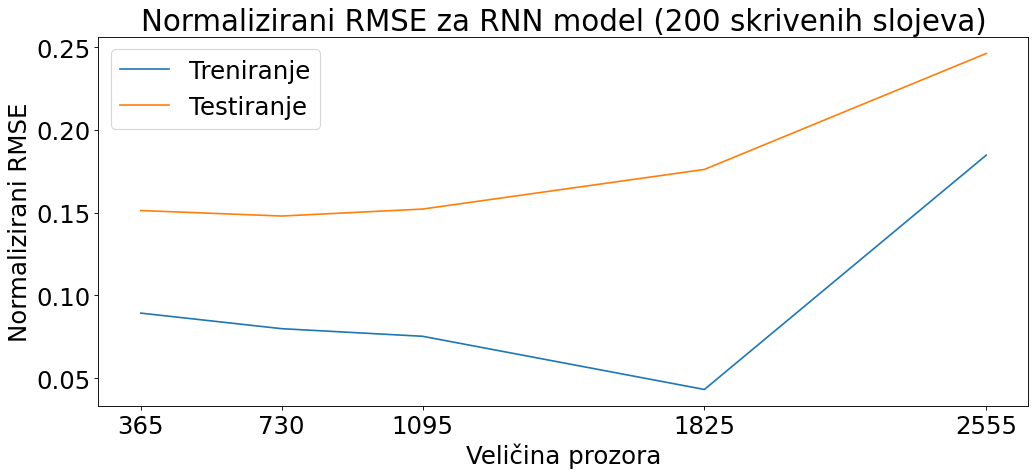 Normalizirani RMSE za RNN model (200 skrivenih slojeva)
Normalizirani RMSE
0.25
0.20
0.15
0.10
0.05
Treniranje
Testiranje
365 730 1095 1825 2555
Veličina prozora